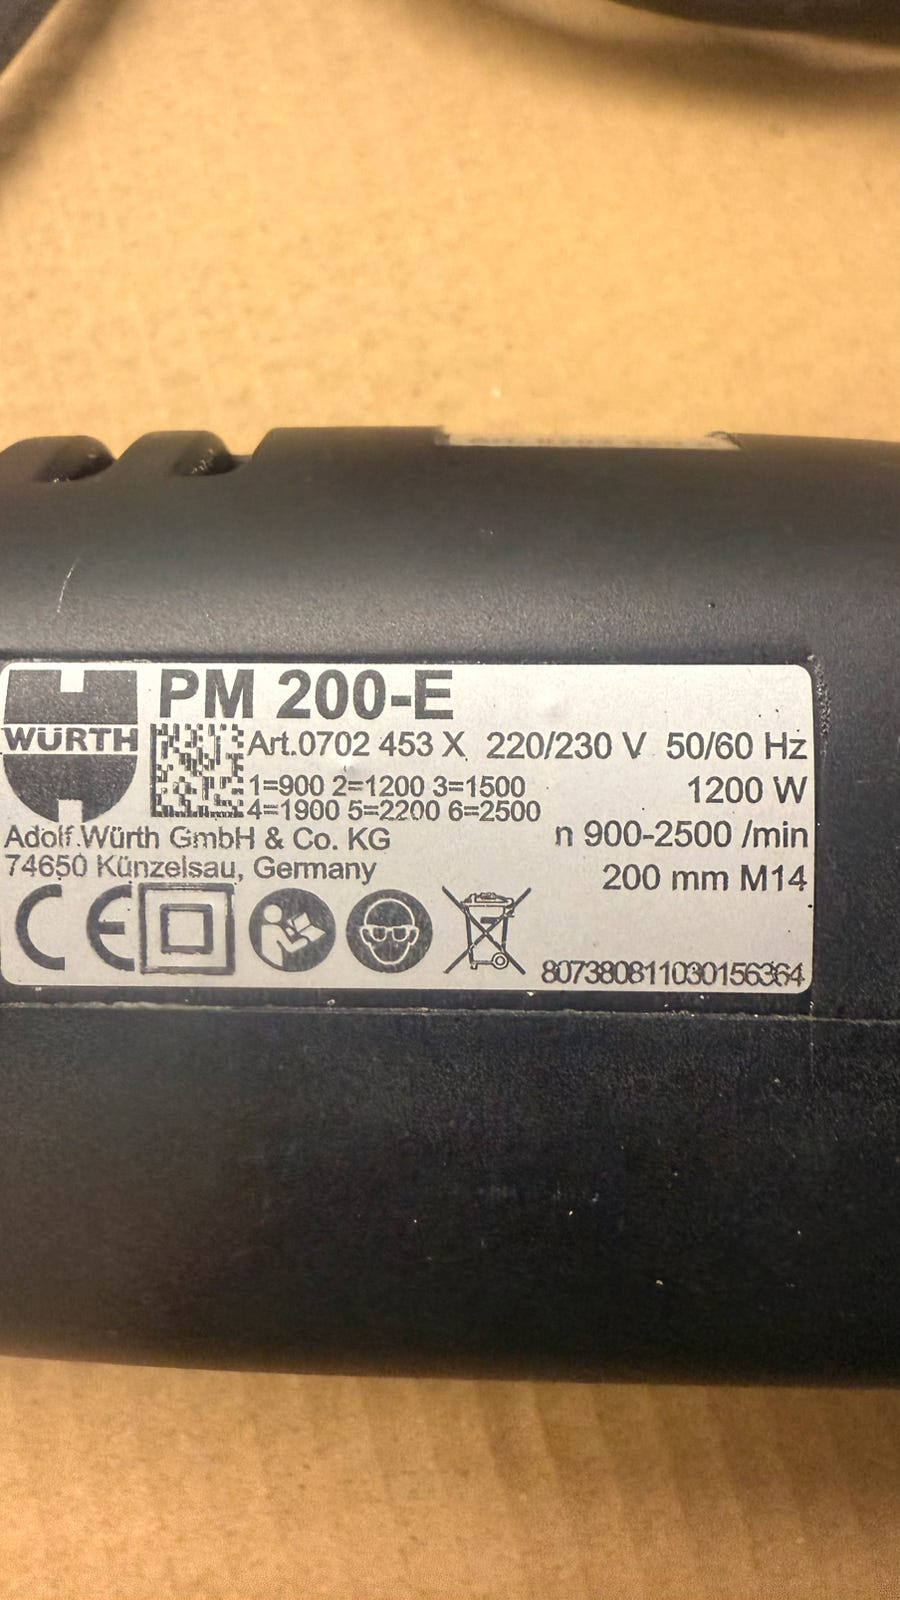 PM 200-E
WÜRTH
Art.0702 453 X 220/230 V 50/60 Hz
1=900 2=1200 3=1500 1200 W
4=1900 5=2200 6=2500
Adolf Würth GmbH & Co. KG n 900-2500 /min
74650 Künzelsau, Germany 200 mm M14
CE
807380811030156364